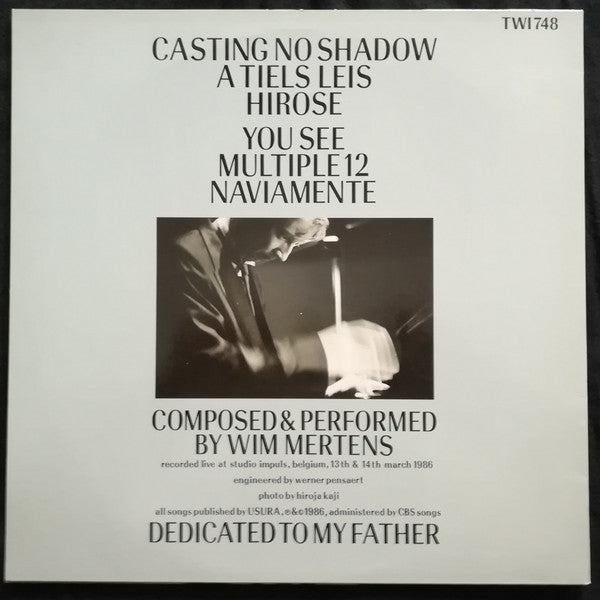 TWI 748
CASTING NO SHADOW
A TIELS LEIS
HIROSE
YOU SEE
MULTIPLE 12
NAVIAMENTE
COMPOSED & PERFORMED
BY WIM MERTENS
recorded live at studio impuls, belgium, 13th & 14th march 1986
engineered by werner pensaert
photo by hiroja kaji
all songs published by USURA, ℗&©1986, administered by CBS songs
DEDICATED TO MY FATHER